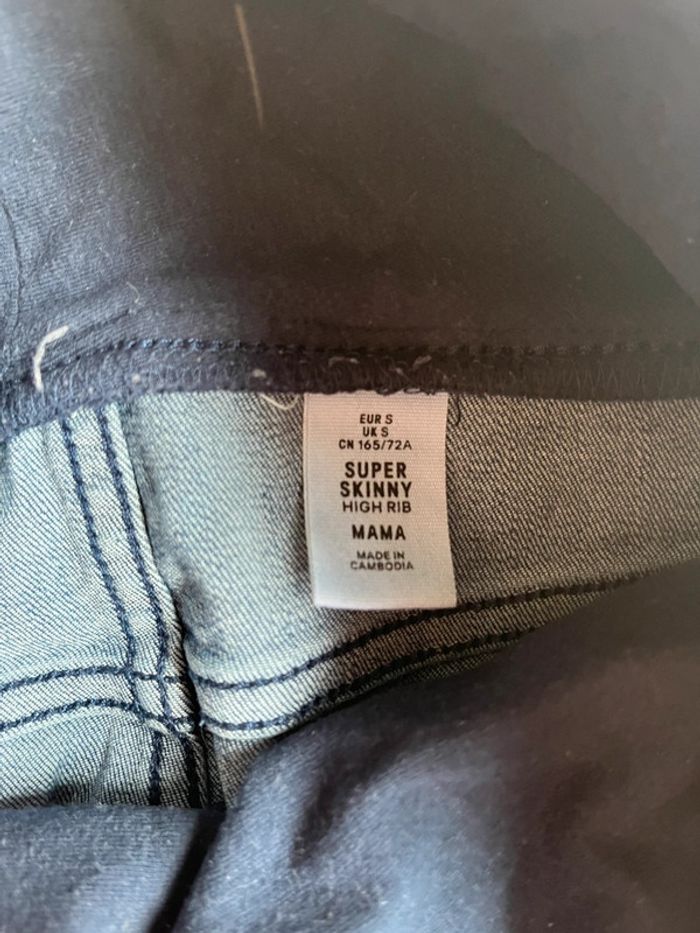 EUR S
UK S
CN 165/72A
SUPER
SKINNY
HIGH RIB
MAMA
MADE IN
CAMBODIA